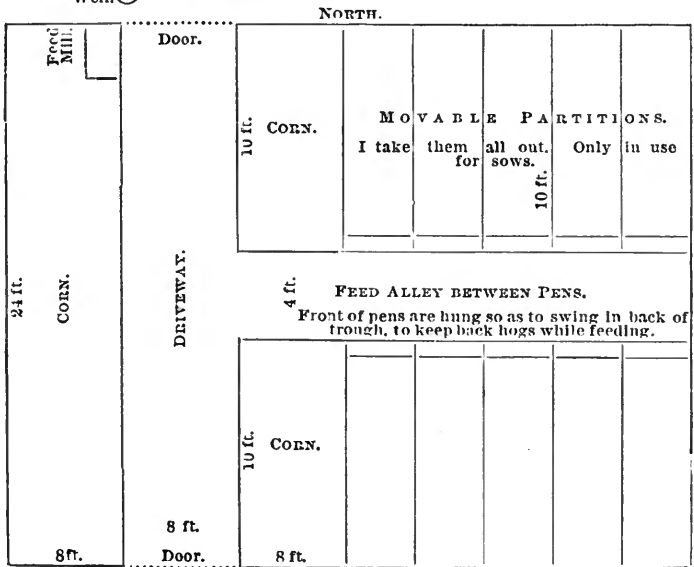 NORTH.
Feed
Mill.
Door.
10 ft.
CORN.
MOVABLE PARTITIONS.
I take them all out. Only in use
for sows.
10 ft.
24 ft.
CORN.
DRIVEWAY.
4 ft.
FEED ALLEY BETWEEN PENS.
Front of pens are hung so as to swing in back of
trough, to keep back hogs while feeding.
10 ft.
CORN.
8 ft.
8 ft.
Door.
8 ft.